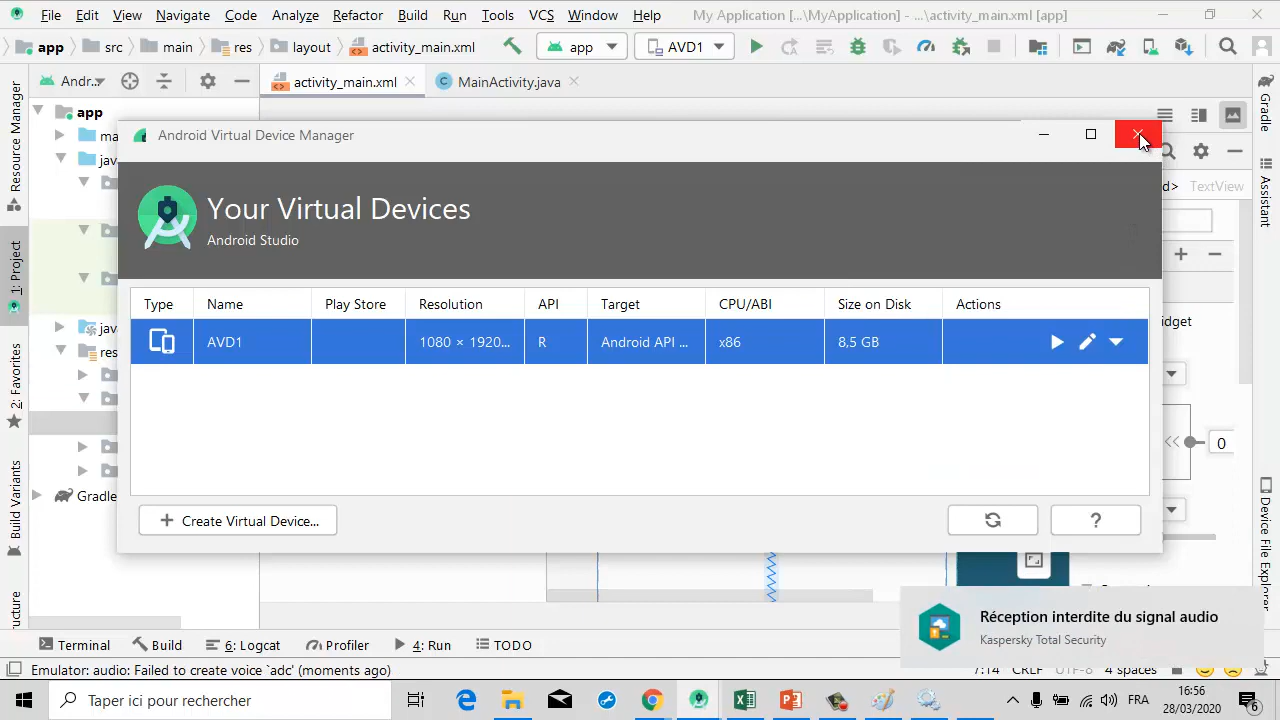 File Edit View Navigate Code Analyze Refactor Build Run Tools VCS Window Help My Application [...\MyApplication] - ...\activity_main.xml [app]
app src main res layout activity_main.xml app AVD1
Andr.. activity_main.xml MainActivity.java
Resource Manager
1: Project
2: Favorites
Build Variants
app
ma
jav
jav
res
Gradle
Android Virtual Device Manager
Your Virtual Devices
Android Studio
Type Name Play Store Resolution API Target CPU/ABI Size on Disk Actions
AVD1 1080 × 1920... R Android API ... x86 8,5 GB
+ Create Virtual Device... ?
TextView
0
Gradle
Assistant
Device File Explorer
Réception interdite du signal audio
Kaspersky Total Security
Terminal Build 6: Logcat Profiler 4: Run TODO
Emulator: audio: Failed to create voice `adc' (moments ago) 7:14 CRLF UTF-8 4 spaces
Taper ici pour rechercher FRA 16:56
28/03/2020 6